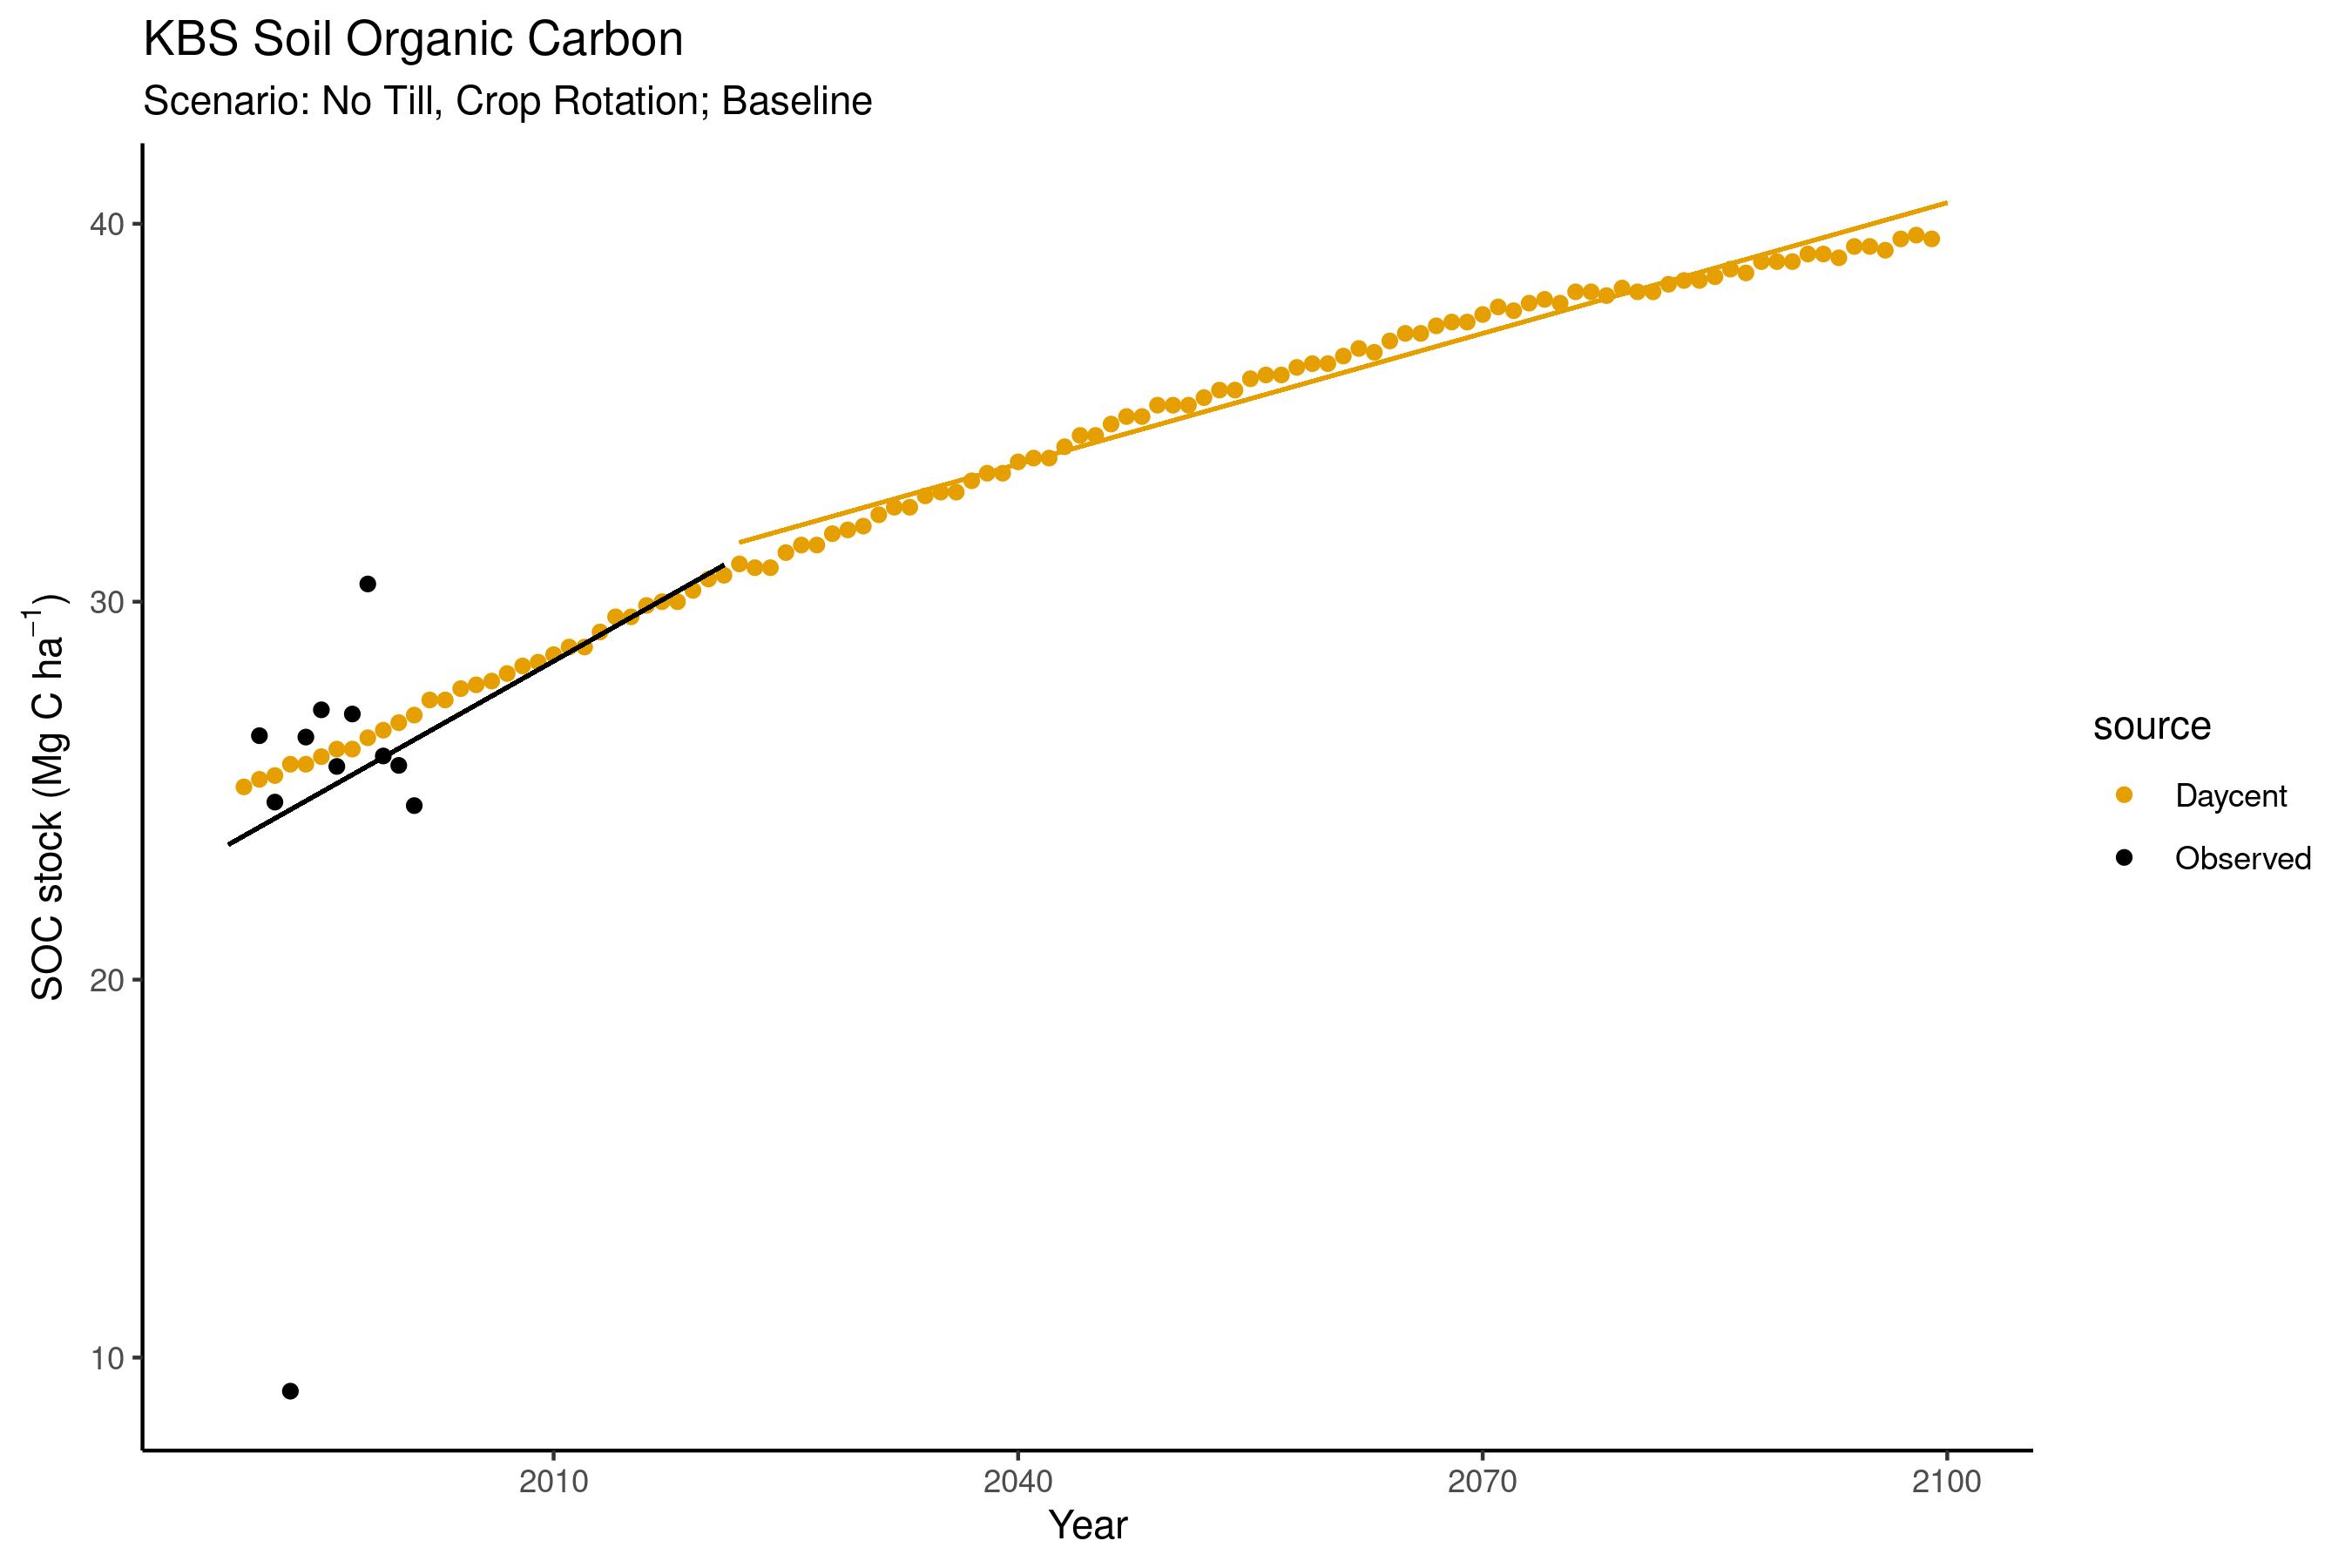 KBS Soil Organic Carbon
Scenario: No Till, Crop Rotation; Baseline
SOC stock (Mg C ha⁻¹)
40
30
20
10
2010
2040
2070
2100
Year
source
Daycent
Observed